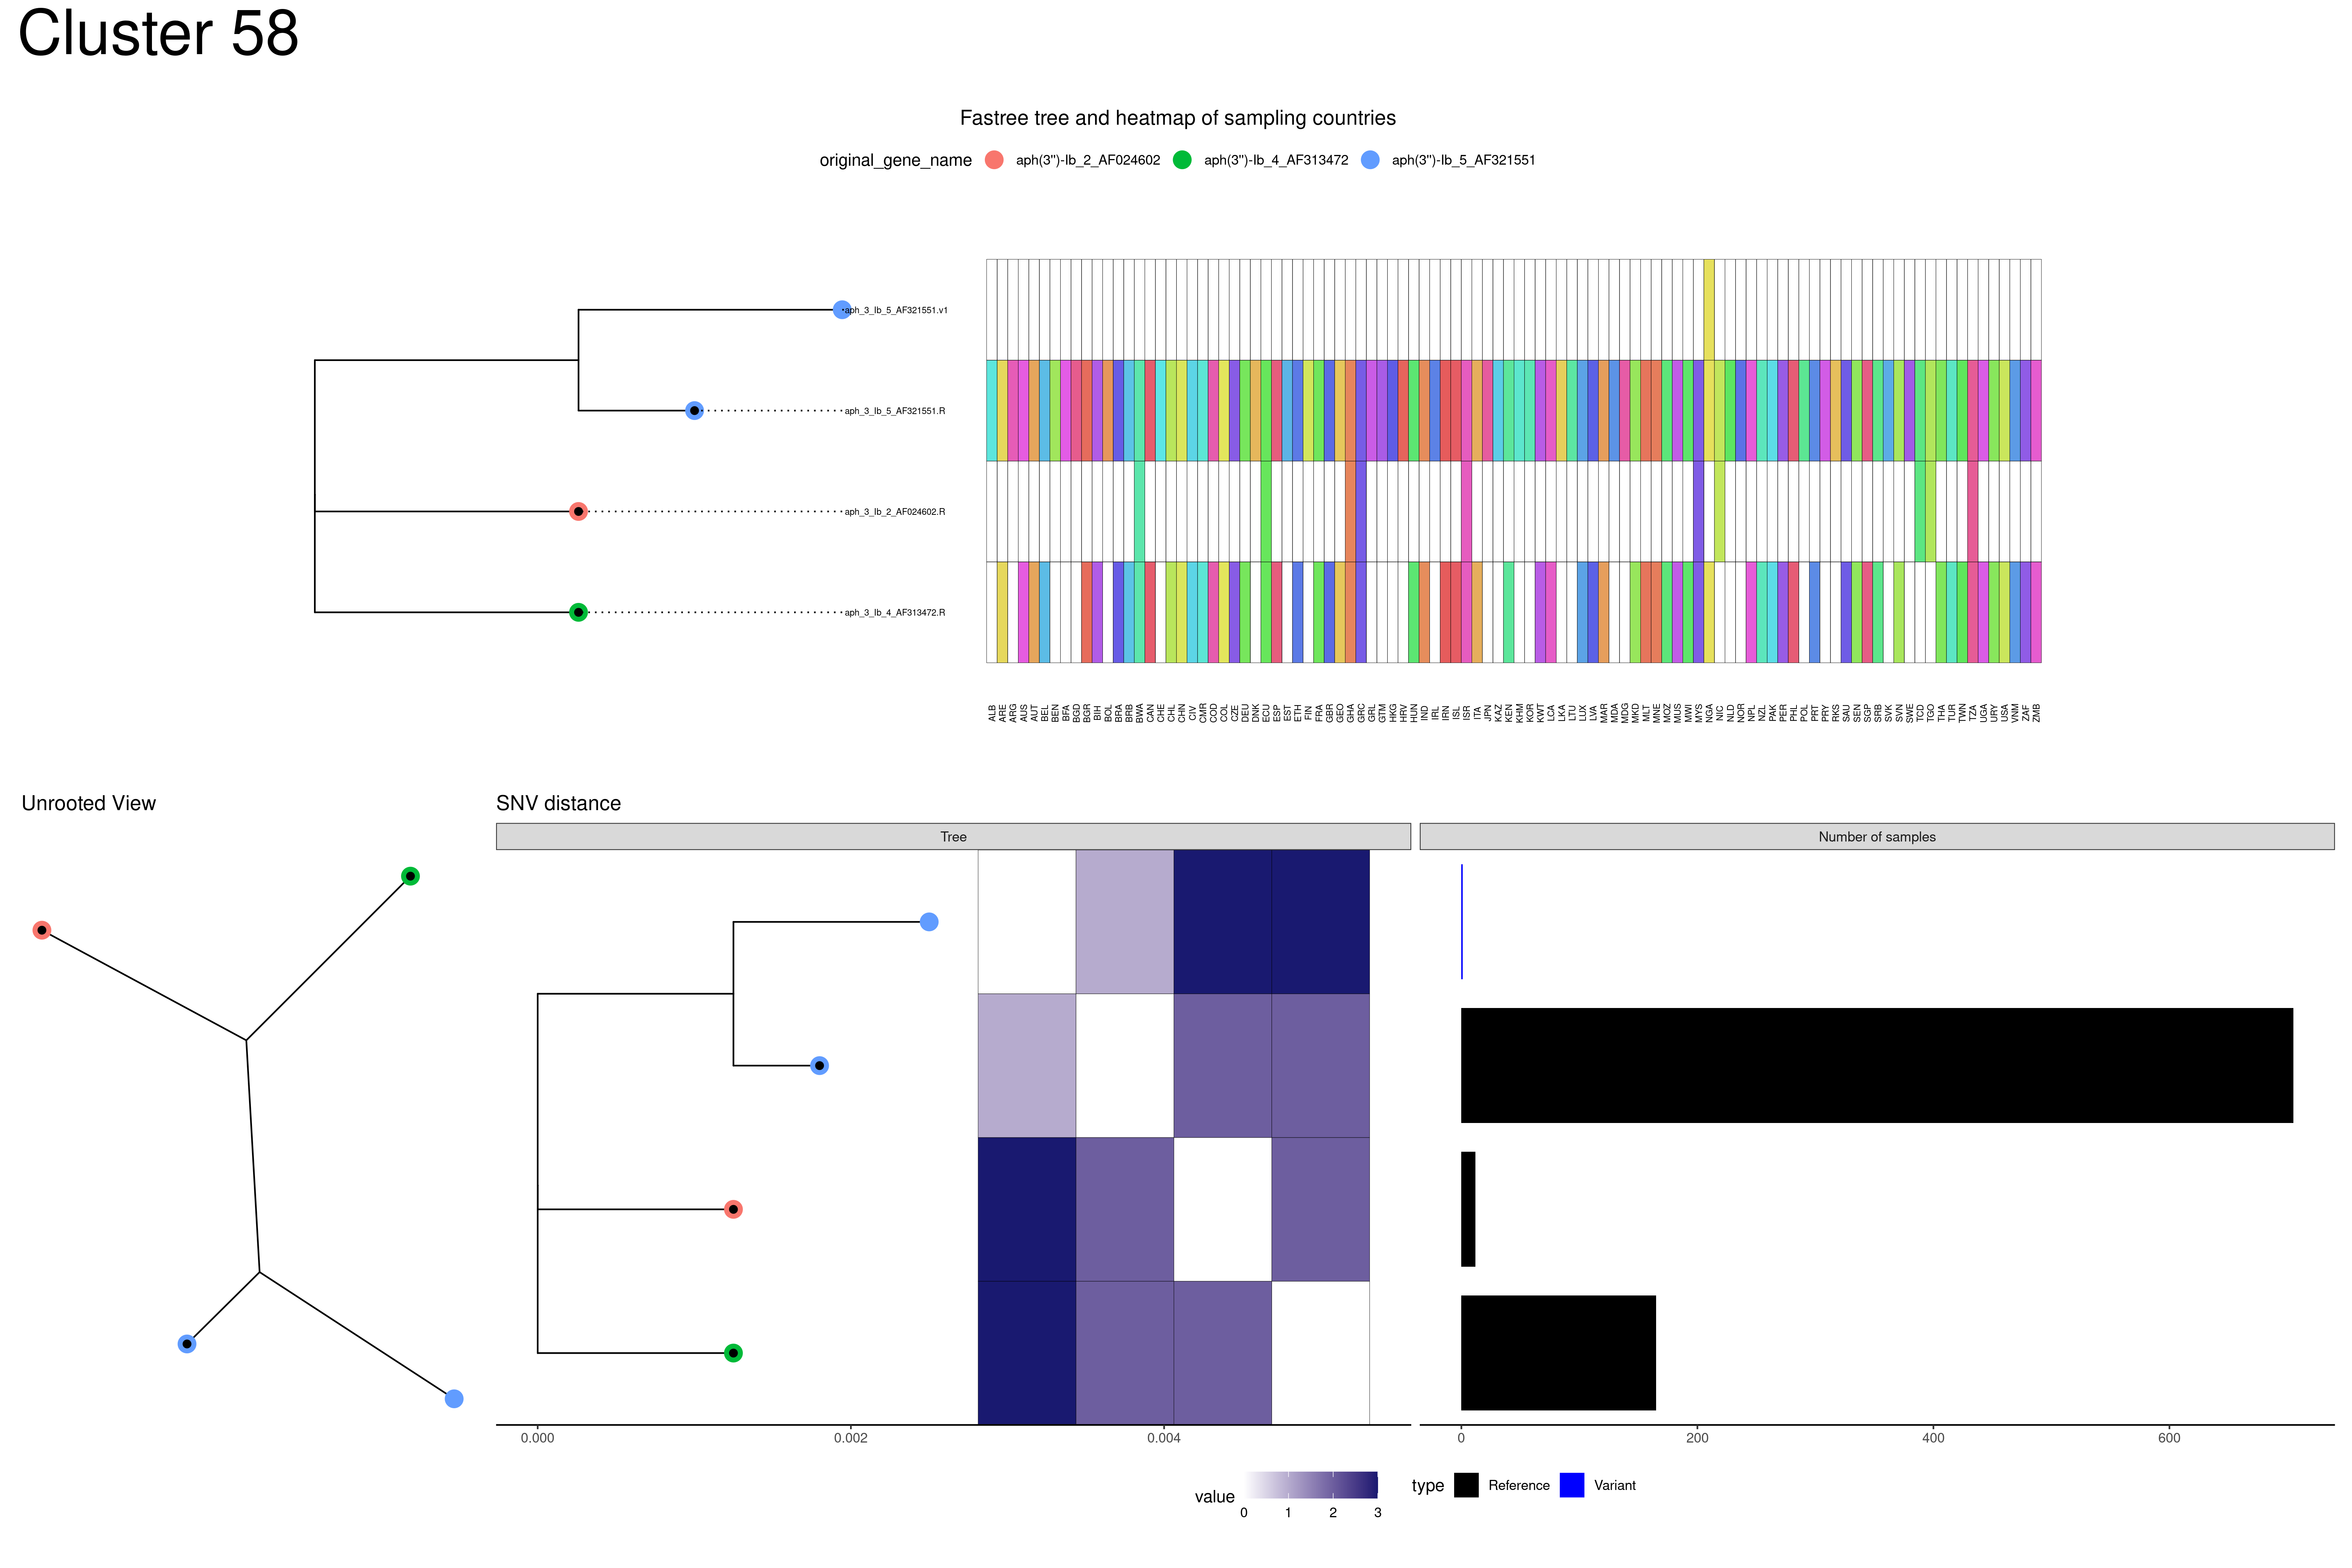 Cluster 58
Fastree tree and heatmap of sampling countries
original_gene_name aph(3'')-Ib_2_AF024602 aph(3'')-Ib_4_AF313472 aph(3'')-Ib_5_AF321551
aph_3_Ib_5_AF321551.v1
aph_3_Ib_5_AF321551.R
aph_3_Ib_2_AF024602.R
aph_3_Ib_4_AF313472.R
ALB ARE ARG AUS AUT BEL BEN BFA BGD BGR BIH BOL BRA BRB BWA CAN CHE CHL CHN CIV CMR COD COL CZE DEU DNK ECU ESP EST ETH FIN FRA GBR GEO GHA GRC GRL GTM HKG HRV HUN IND IRL IRN ISL ISR ITA JPN KAZ KEN KHM KOR KWT LCA LKA LTU LUX LVA MAR MDA MDG MKD MLT MNE MOZ MUS MWI MYS NGA NIC NLD NOR NPL NZL PAK PER PHL POL PRT PRY RKS SAU SEN SGP SRB SVK SVN SWE TCD TGO THA TUR TWN TZA UGA URY USA VNM ZAF ZMB
Unrooted View
SNV distance
Tree
Number of samples
0.000 0.002 0.004
0 200 400 600
value
0 1 2 3
type Reference Variant